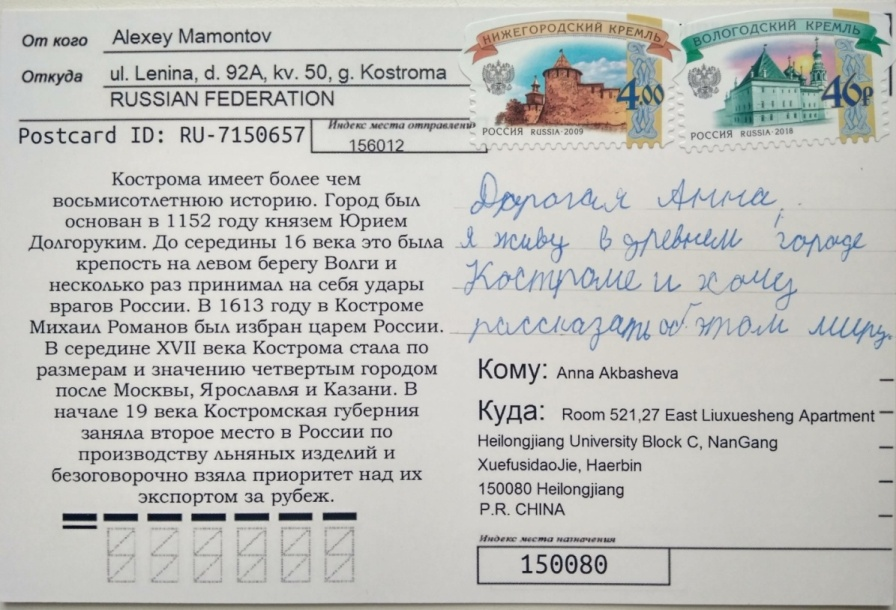 От кого Alexey Mamontov
Откуда ul. Lenina, d. 92A, kv. 50, g. Kostroma
RUSSIAN FEDERATION
Postcard ID: RU-7150657
Индекс места отправления
156012
НИЖЕГОРОДСКИЙ КРЕМЛЬ
4.00
РОССИЯ RUSSIA·2009
ВОЛОГОДСКИЙ КРЕМЛЬ
46₽
РОССИЯ RUSSIA·2018
Кострома имеет более чем
восьмисотлетнюю историю. Город был
основан в 1152 году князем Юрием
Долгоруким. До середины 16 века это была
крепость на левом берегу Волги и
несколько раз принимал на себя удары
врагов России. В 1613 году в Костроме
Михаил Романов был избран царем России.
В середине XVII века Кострома стала по
размерам и значению четвертым городом
после Москвы, Ярославля и Казани. В
начале 19 века Костромская губерния
заняла второе место в России по
производству льняных изделий и
безоговорочно взяла приоритет над их
экспортом за рубеж.
Дорогая Анна,
я живу в древнем городе
Костроме и хочу
рассказать об этом миру.
Кому: Anna Akbasheva
Куда: Room 521,27 East Liuxuesheng Apartment
Heilongjiang University Block C, NanGang
XuefusidaoJie, Haerbin
150080 Heilongjiang
P.R. CHINA
Индекс места назначения
150080